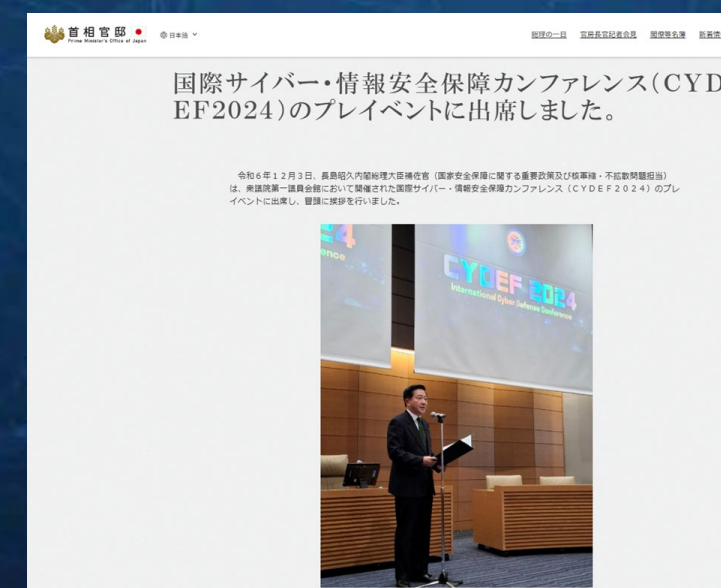 首相官邸
Prime Minister's Office of Japan
日本語
総理の一日 官房長官記者会見 閣僚等名簿 新着情
国際サイバー・情報安全保障カンファレンス（ＣＹＤ
ＥＦ2024）のプレイベントに出席しました。
令和６年１２月３日、長島昭久内閣総理大臣補佐官（国家安全保障に関する重要政策及び核軍縮・不拡散問題担当）
は、衆議院第一議員会館において開催された国際サイバー・情報安全保障カンファレンス（ＣＹＤＥＦ２０２４）のプレ
イベントに出席し、冒頭に挨拶を行いました。
24
ence
CYDEF 2024
International Cyber Defense Conference